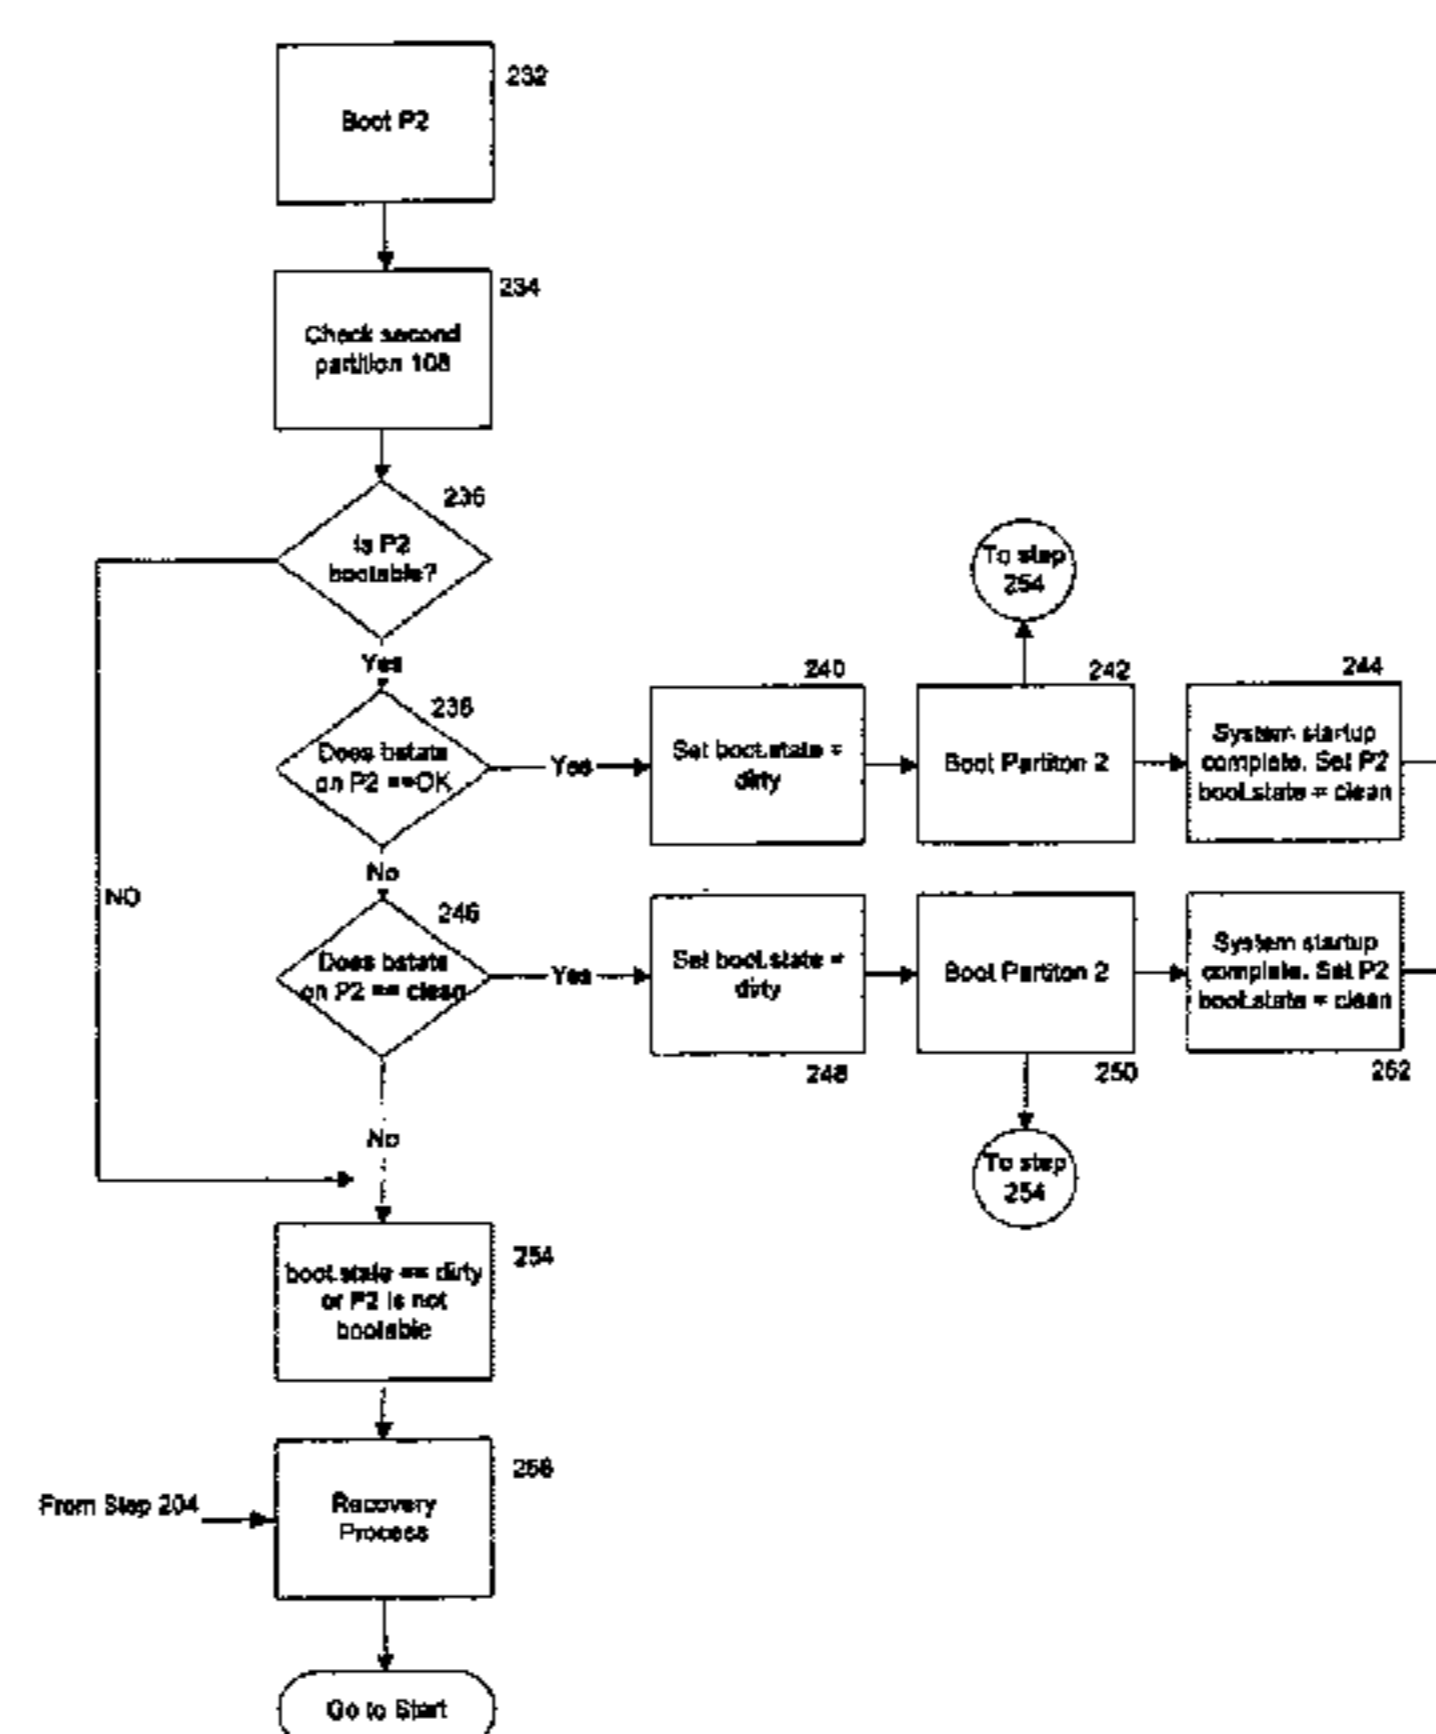 232
Boot P2
234
Check second
partition 108
236
Is P2
bootable?
Yes
238
Does bstate
on P2 ==OK
Yes
240
Set boot.state =
dirty
To step
254
242
Boot Partiton 2
244
System startup
complete. Set P2
boot.state = clean
No
NO
246
Does bstate
on P2 == clean
Yes
Set boot.state =
dirty
248
Boot Partiton 2
250
System startup
complete. Set P2
boot.state = clean
252
No
To step
254
254
boot.state == dirty
or P2 is not
bootable
258
From Step 204
Recovery
Process
Go to Start